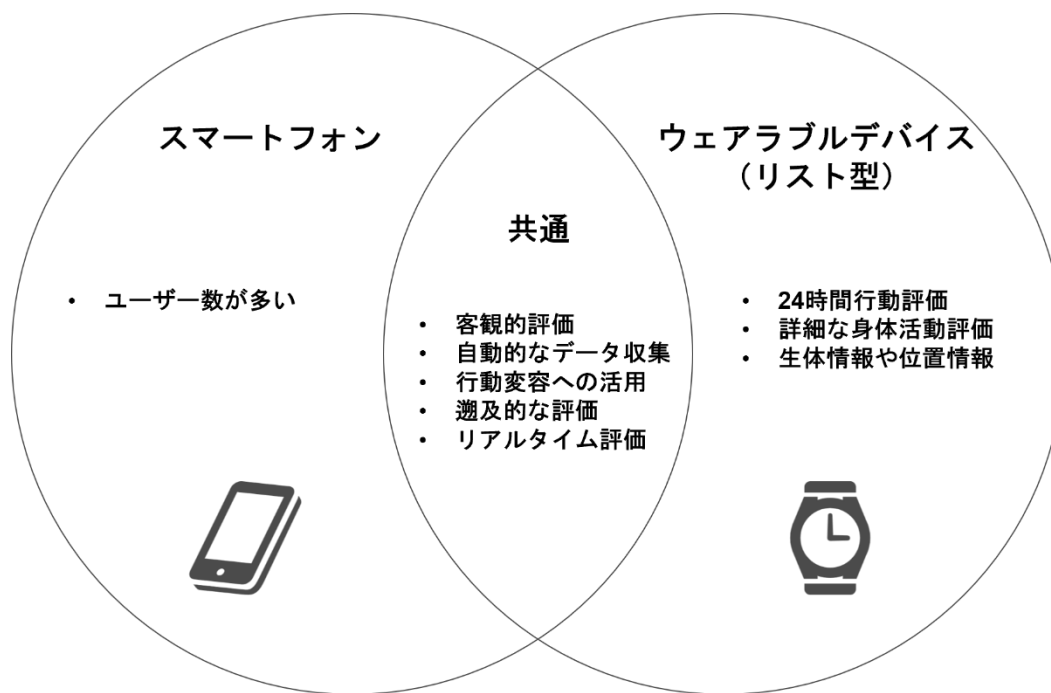 スマートフォン
・ ユーザー数が多い
共通
・ 客観的評価
・ 自動的なデータ収集
・ 行動変容への活用
・ 遡及的な評価
・ リアルタイム評価
ウェアラブルデバイス
（リスト型）
・ 24時間行動評価
・ 詳細な身体活動評価
・ 生体情報や位置情報